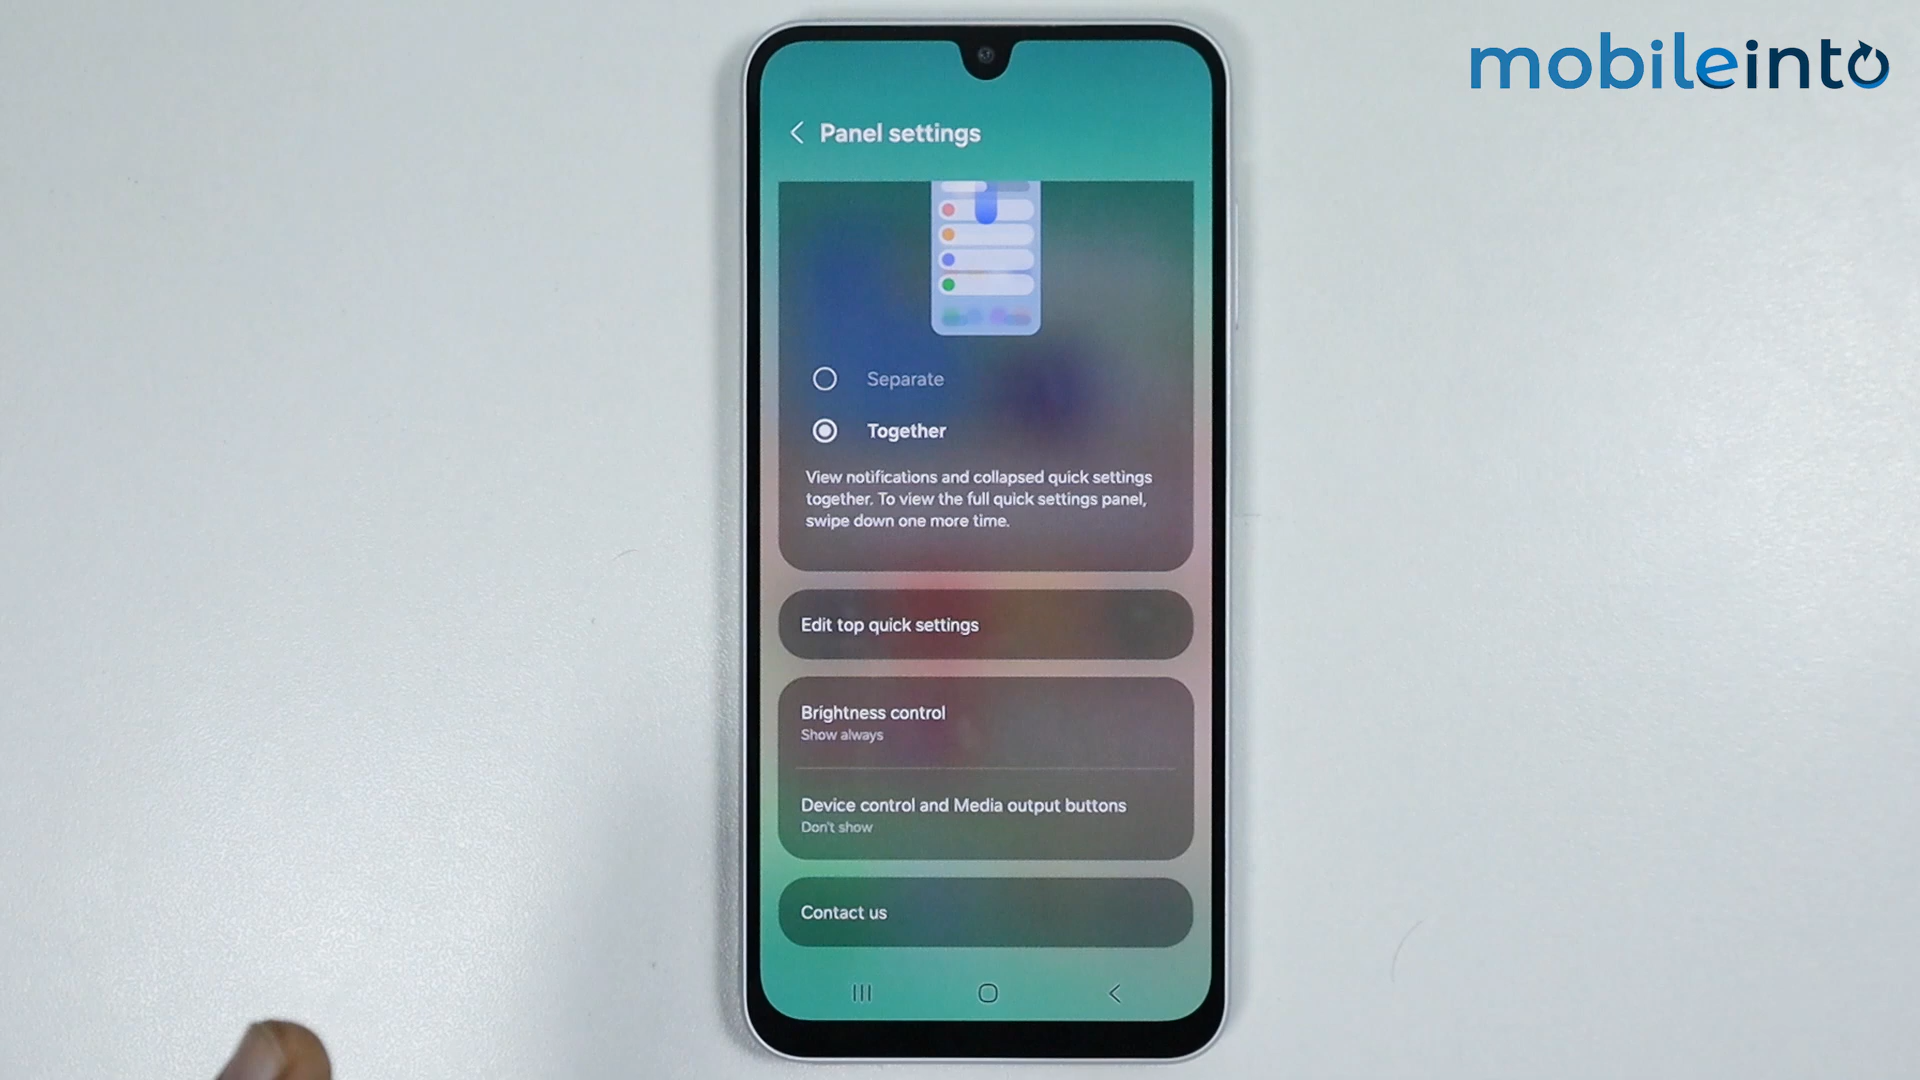 mobileinto
Panel settings
Separate
Together
View notifications and collapsed quick settings
together. To view the full quick settings panel,
swipe down one more time.
Edit top quick settings
Brightness control
Show always
Device control and Media output buttons
Don't show
Contact us